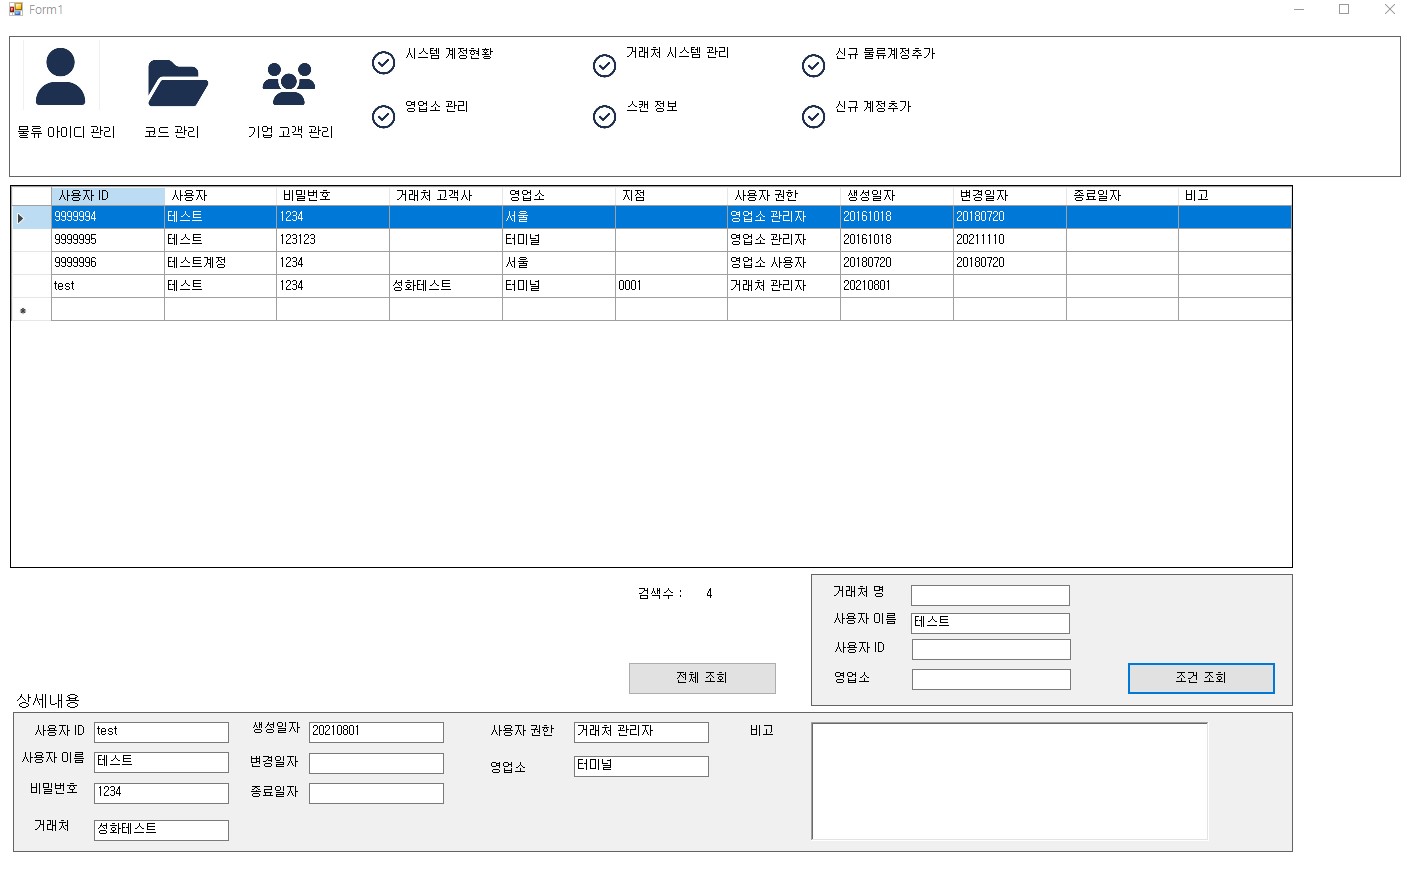 Form1
시스템 계정현황 거래처 시스템 관리 신규 물류계정추가
영업소 관리 스캔 정보 신규 계정추가
물류 아이디 관리 코드 관리 기업 고객 관리
사용자 ID 사용자 비밀번호 거래처 고객사 영업소 지점 사용자 권한 생성일자 변경일자 종료일자 비고
9999994 테스트 1234 서울 영업소 관리자 20161018 20180720
9999995 테스트 123123 터미널 영업소 관리자 20161018 20211110
9999996 테스트계정 1234 서울 영업소 사용자 20180720 20180720
test 테스트 1234 성화테스트 터미널 0001 거래처 관리자 20210801
검색수 : 4
거래처 명
사용자 이름 테스트
사용자 ID
영업소
전체 조회
조건 조회
상세내용
사용자 ID test 생성일자 20210801 사용자 권한 거래처 관리자 비고
사용자 이름 테스트 변경일자 영업소 터미널
비밀번호 1234 종료일자
거래처 성화테스트